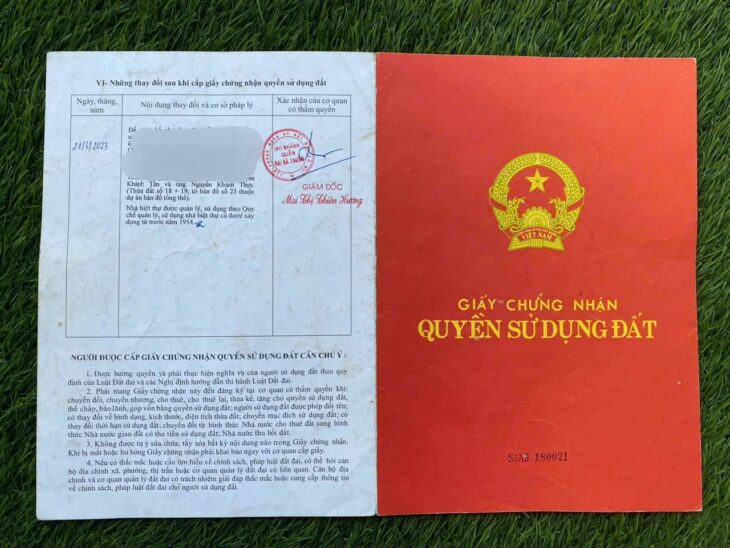 VI- Những thay đổi sau khi cấp giấy chứng nhận quyền sử dụng đất
Ngày, tháng, năm
Nội dung thay đổi và cơ sở pháp lý
Xác nhận của cơ quan có thẩm quyền
21/3/2023
Khánh Tân và ông Nguyễn Khánh Thụy.
(Thửa đất số 18 + 19, tờ bản đồ số 23 thuộc
dự án bản đồ tổng thể).
Nhà biệt thự được quản lý, sử dụng theo Quy
chế quản lý, sử dụng nhà biệt thự cũ được xây
dựng từ trước năm 1954.
CHI NHÁNH
QUẬN
HAI BÀ TRƯNG
GIÁM ĐỐC
Mai Thị Thiên Hương
NGƯỜI ĐƯỢC CẤP GIẤY CHỨNG NHẬN QUYỀN SỬ DỤNG ĐẤT CẦN CHÚ Ý :
1. Được hưởng quyền và phải thực hiện nghĩa vụ của người sử dụng đất theo quy
định của Luật Đất đai và các Nghị định hướng dẫn thi hành Luật Đất đai.
2. Phải mang Giấy chứng nhận này đến đăng ký tại cơ quan có thẩm quyền khi:
chuyển đổi, chuyển nhượng, cho thuê, cho thuê lại, thừa kế, tặng cho quyền sử dụng đất,
thế chấp, bảo lãnh, góp vốn bằng quyền sử dụng đất; người sử dụng đất được phép đổi tên;
có thay đổi về hình dạng, kích thước, diện tích thửa đất; chuyển mục đích sử dụng đất; có
thay đổi thời hạn sử dụng đất; chuyển đổi từ hình thức Nhà nước cho thuê đất sang hình
thức Nhà nước giao đất có thu tiền sử dụng đất; Nhà nước thu hồi đất.
3. Không được tự ý sửa chữa, tẩy xóa bất kỳ nội dung nào trong Giấy chứng nhận.
Khi bị mất hoặc hư hỏng Giấy chứng nhận phải khai báo ngay với cơ quan cấp giấy.
4. Nếu có thắc mắc hoặc cần tìm hiểu về chính sách, pháp luật đất đai, có thể hỏi cán
bộ địa chính xã, phường, thị trấn hoặc cơ quan quản lý đất đai có liên quan. Cán bộ địa
chính và cơ quan quản lý đất đai có trách nhiệm giải đáp thắc mắc hoặc cung cấp thông tin
về chính sách, pháp luật đất đai cho người sử dụng đất.
VIỆT NAM
GIẤY CHỨNG NHẬN
QUYỀN SỬ DỤNG ĐẤT
180021